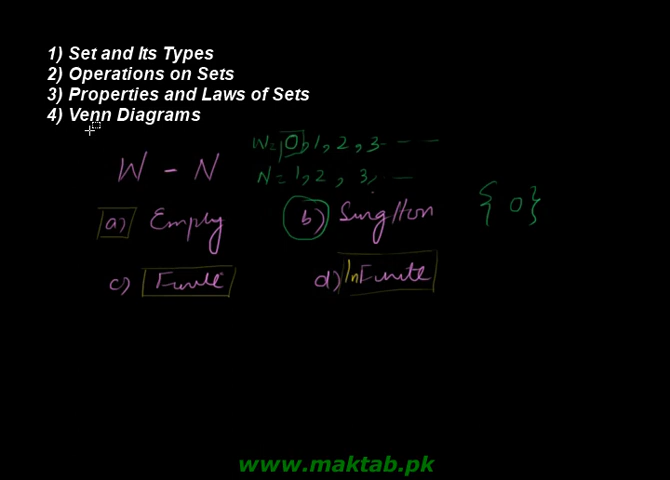 1) Set and Its Types
2) Operations on Sets
3) Properties and Laws of Sets
4) Venn Diagrams
W = 0, 1, 2, 3 - - -
W - N
N = 1, 2, 3, - - -
a) Empty b) Singlton { 0 }
c) Finite d) InFinite
www.maktab.pk